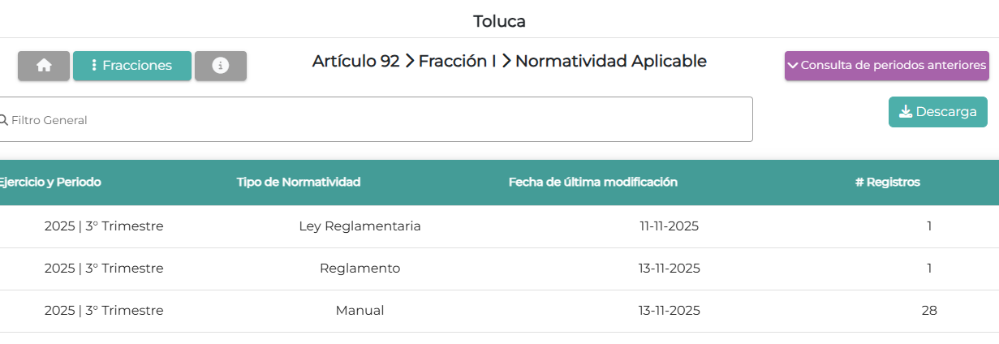 Toluca
Fracciones
Artículo 92 > Fracción I > Normatividad Aplicable
Consulta de periodos anteriores
Filtro General
Descarga
Ejercicio y Periodo Tipo de Normatividad Fecha de última modificación # Registros
2025 | 3° Trimestre Ley Reglamentaria 11-11-2025 1
2025 | 3° Trimestre Reglamento 13-11-2025 1
2025 | 3° Trimestre Manual 13-11-2025 28